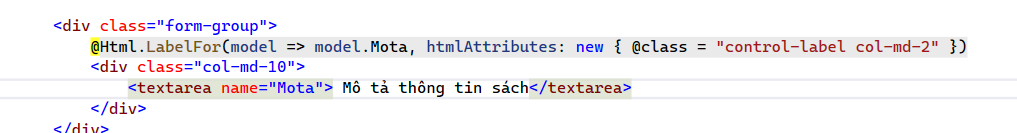 <div class="form-group">
@Html.LabelFor(model => model.Mota, htmlAttributes: new { @class = "control-label col-md-2" })
<div class="col-md-10">
<textarea name="Mota"> Mô tả thông tin sách</textarea>
</div>
</div>